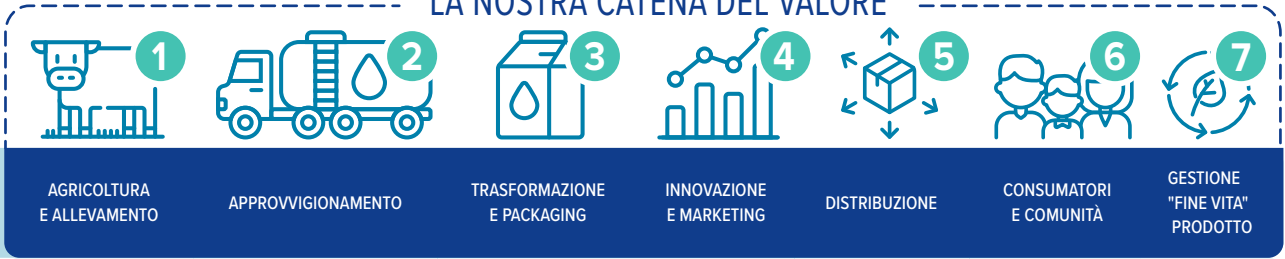 LA NOSTRA CATENA DEL VALORE
1
2
3
4
5
6
7
AGRICOLTURA
E ALLEVAMENTO
APPROVVIGIONAMENTO
TRASFORMAZIONE
E PACKAGING
INNOVAZIONE
E MARKETING
DISTRIBUZIONE
CONSUMATORI
E COMUNITÀ
GESTIONE
"FINE VITA"
PRODOTTO